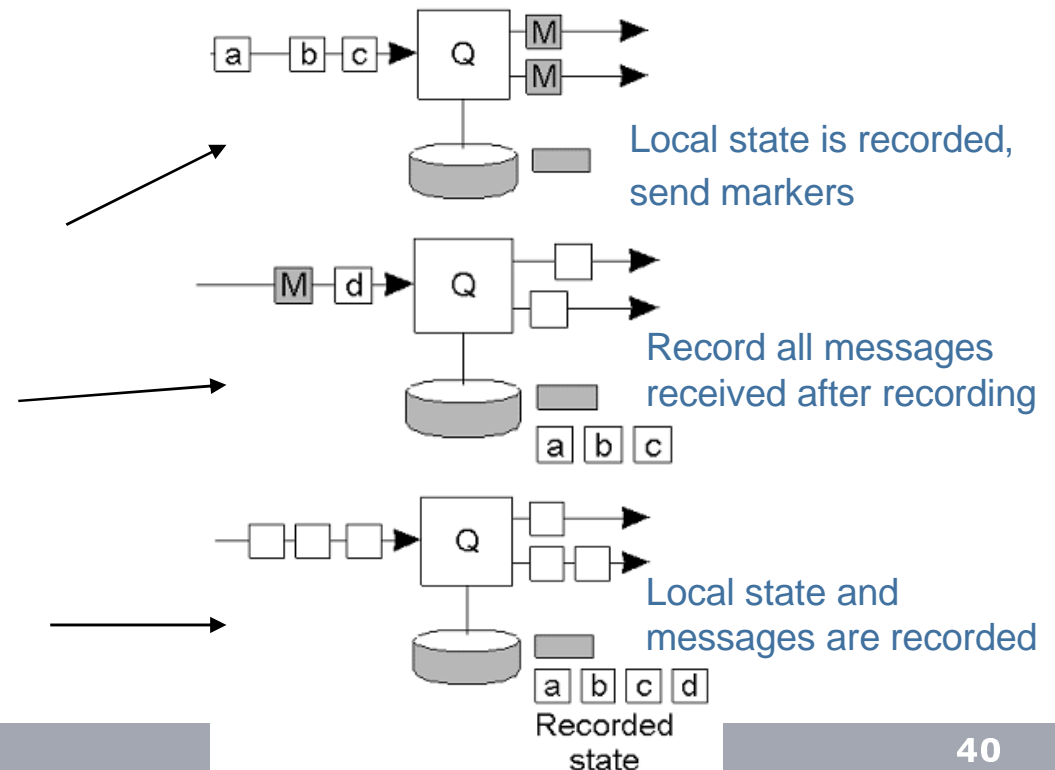 a b c Q M
M
Local state is recorded,
send markers
M d Q
Record all messages
received after recording
a b c
Q
Local state and
messages are recorded
a b c d
Recorded
state
40